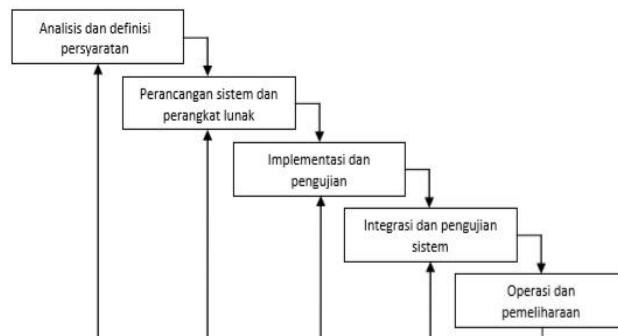 Analisis dan definisi
persyaratan
Perancangan sistem dan
perangkat lunak
Implementasi dan
pengujian
Integrasi dan pengujian
sistem
Operasi dan
pemeliharaan